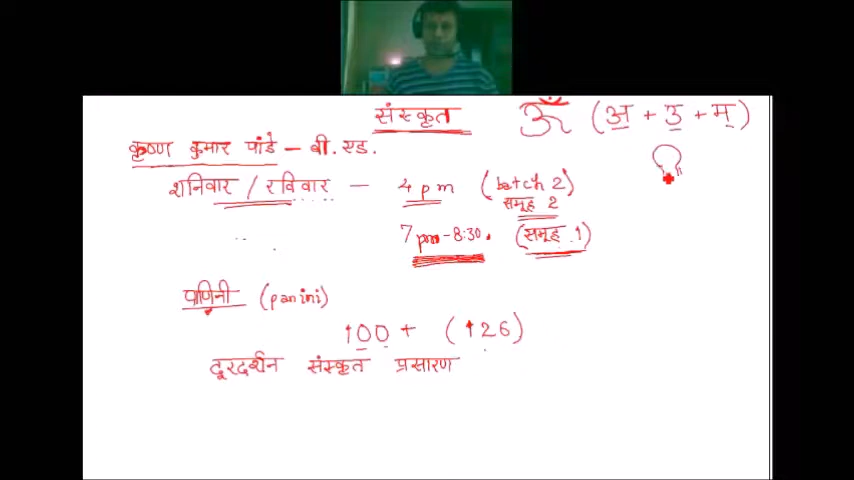 संस्कृत ॐ (अ + उ + म)
कृष्ण कुमार पांडे - बी. एड.
शनिवार / रविवार - 4 pm (batch 2)
समूह 2
7 pm - 8:30. (समूह 1)
पाणिनी (panini)
100 + (126)
दूरदर्शन संस्कृत प्रसारण